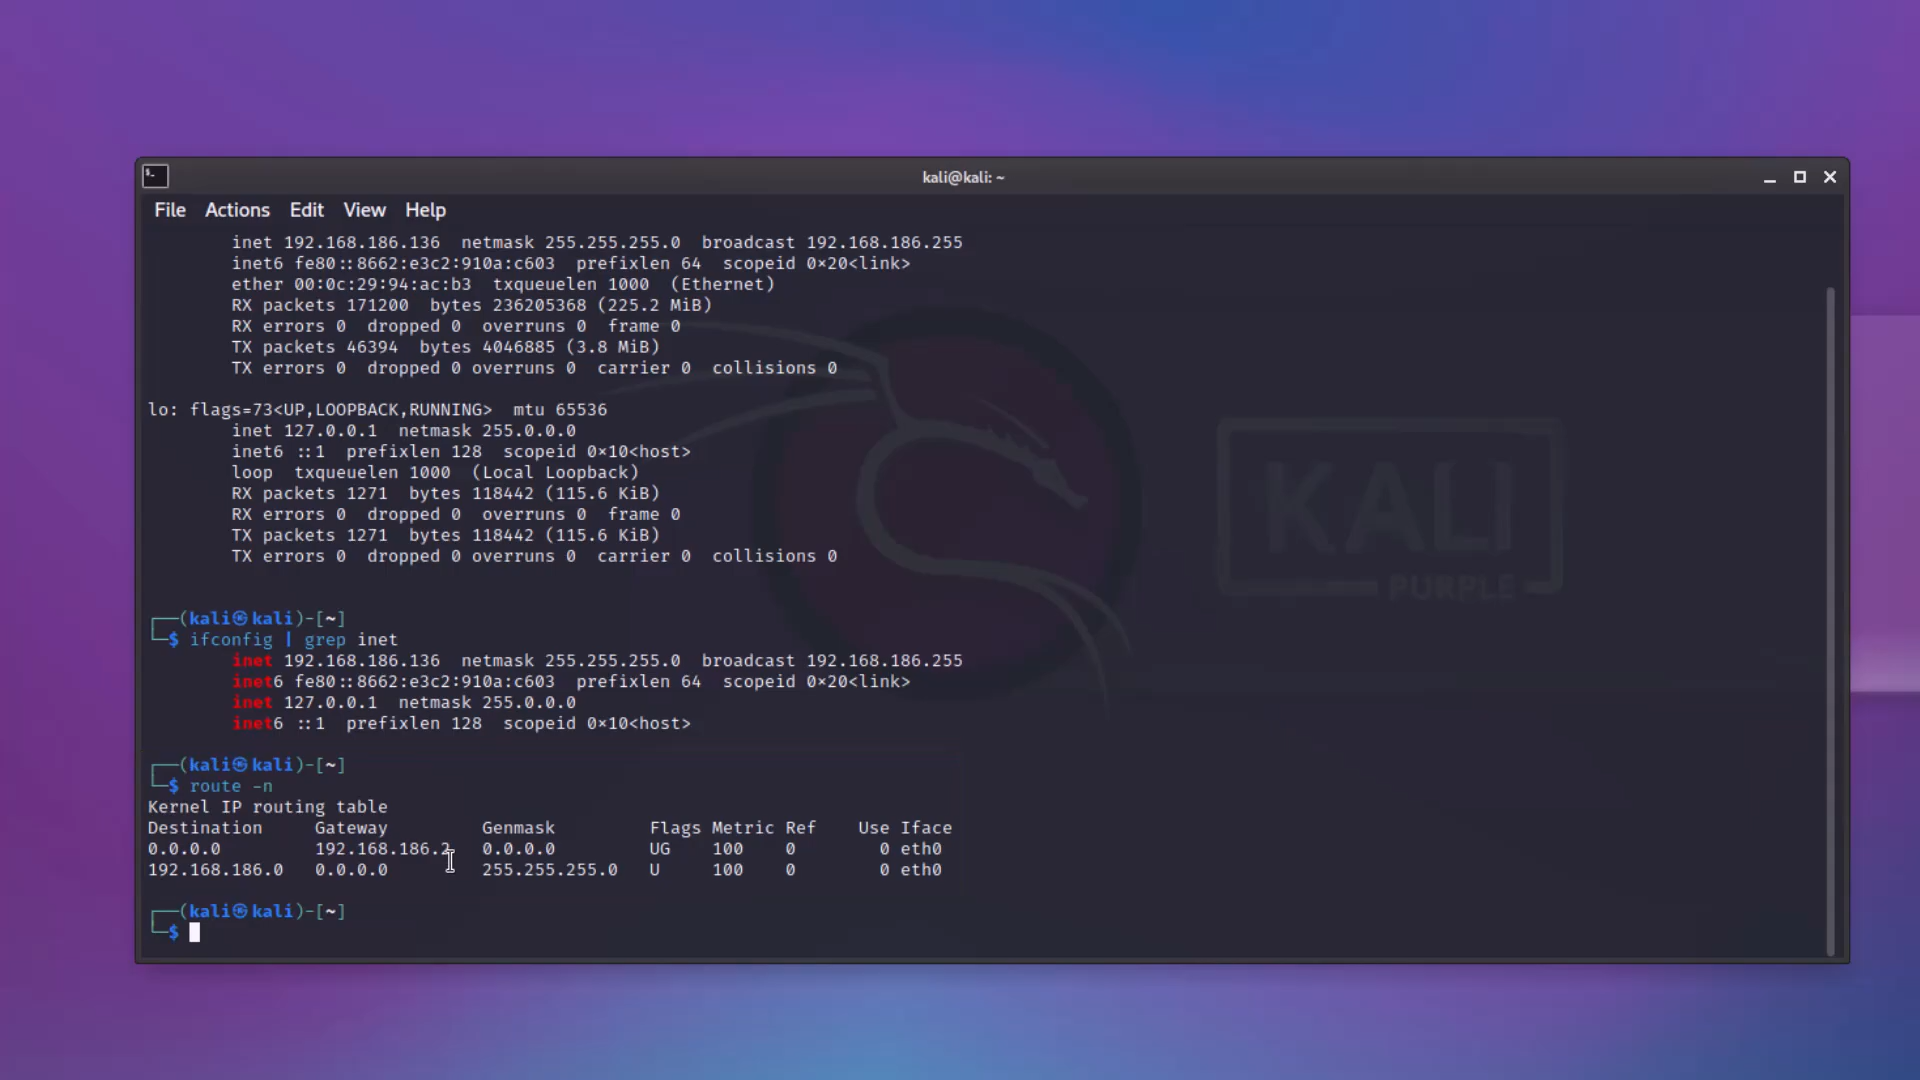 kali@kali: ~
File Actions Edit View Help
inet 192.168.186.136 netmask 255.255.255.0 broadcast 192.168.186.255
inet6 fe80::8662:e3c2:910a:c603 prefixlen 64 scopeid 0×20<link>
ether 00:0c:29:94:ac:b3 txqueuelen 1000 (Ethernet)
RX packets 171200 bytes 236205368 (225.2 MiB)
RX errors 0 dropped 0 overruns 0 frame 0
TX packets 46394 bytes 4046885 (3.8 MiB)
TX errors 0 dropped 0 overruns 0 carrier 0 collisions 0
lo: flags=73<UP,LOOPBACK,RUNNING> mtu 65536
inet 127.0.0.1 netmask 255.0.0.0
inet6 ::1 prefixlen 128 scopeid 0×10<host>
loop txqueuelen 1000 (Local Loopback)
RX packets 1271 bytes 118442 (115.6 KiB)
RX errors 0 dropped 0 overruns 0 frame 0
TX packets 1271 bytes 118442 (115.6 KiB)
TX errors 0 dropped 0 overruns 0 carrier 0 collisions 0
KALI
PURPLE
┌──(kali㉿kali)-[~]
└─$ ifconfig | grep inet
inet 192.168.186.136 netmask 255.255.255.0 broadcast 192.168.186.255
inet6 fe80::8662:e3c2:910a:c603 prefixlen 64 scopeid 0×20<link>
inet 127.0.0.1 netmask 255.0.0.0
inet6 ::1 prefixlen 128 scopeid 0×10<host>
┌──(kali㉿kali)-[~]
└─$ route -n
Kernel IP routing table
Destination Gateway Genmask Flags Metric Ref Use Iface
0.0.0.0 192.168.186.2 0.0.0.0 UG 100 0 0 eth0
192.168.186.0 0.0.0.0 255.255.255.0 U 100 0 0 eth0
┌──(kali㉿kali)-[~]
└─$